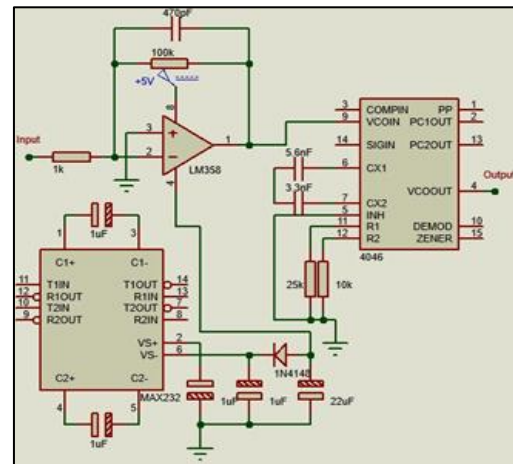 470pF
100k
+5V
8
Input
3
2
1
4
LM358
1k
5.6nF
3.3nF
3 COMPIN PP 1
9 VCOIN PC1OUT 2
14 SIGIN PC2OUT 13
6 CX1
7 CX2 VCOOUT 4
5 INH
11 R1 DEMOD 10
12 R2 ZENER 15
4046
Output
25k
10k
1uF
1
3
C1+ C1-
11 T1IN T1OUT 14
12 R1OUT R1IN 13
10 T2IN T2OUT 7
9 R2OUT R2IN 8
VS+ 2
VS- 6
C2+ C2-
MAX232
4
5
1uF
1uF
1uF
1N4148
22uF